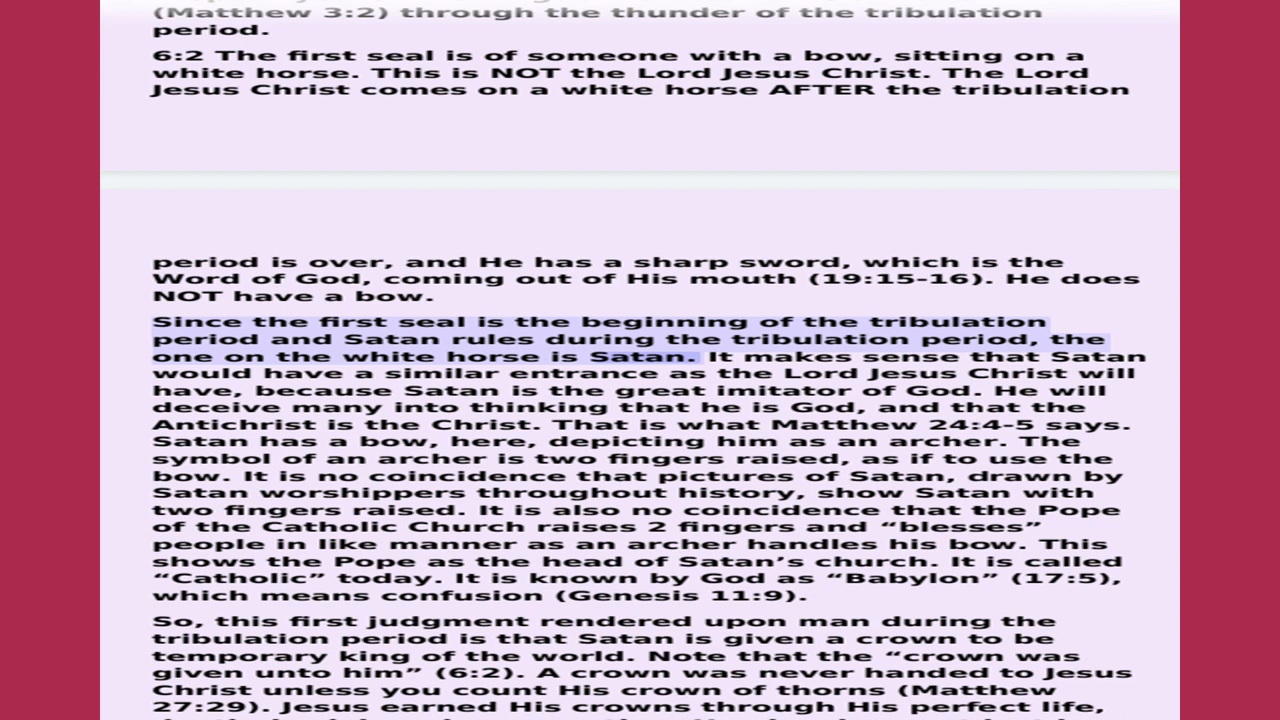 (Matthew 3:2) through the thunder of the tribulation
period.
6:2 The first seal is of someone with a bow, sitting on a
white horse. This is NOT the Lord Jesus Christ. The Lord
Jesus Christ comes on a white horse AFTER the tribulation
period is over, and He has a sharp sword, which is the
Word of God, coming out of His mouth (19:15-16). He does
NOT have a bow.
Since the first seal is the beginning of the tribulation
period and Satan rules during the tribulation period, the
one on the white horse is Satan. It makes sense that Satan
would have a similar entrance as the Lord Jesus Christ will
have, because Satan is the great imitator of God. He will
deceive many into thinking that he is God, and that the
Antichrist is the Christ. That is what Matthew 24:4-5 says.
Satan has a bow, here, depicting him as an archer. The
symbol of an archer is two fingers raised, as if to use the
bow. It is no coincidence that pictures of Satan, drawn by
Satan worshippers throughout history, show Satan with
two fingers raised. It is also no coincidence that the Pope
of the Catholic Church raises 2 fingers and “blesses”
people in like manner as an archer handles his bow. This
shows the Pope as the head of Satan’s church. It is called
“Catholic” today. It is known by God as “Babylon” (17:5),
which means confusion (Genesis 11:9).
So, this first judgment rendered upon man during the
tribulation period is that Satan is given a crown to be
temporary king of the world. Note that the “crown was
given unto him” (6:2). A crown was never handed to Jesus
Christ unless you count His crown of thorns (Matthew
27:29). Jesus earned His crowns through His perfect life,